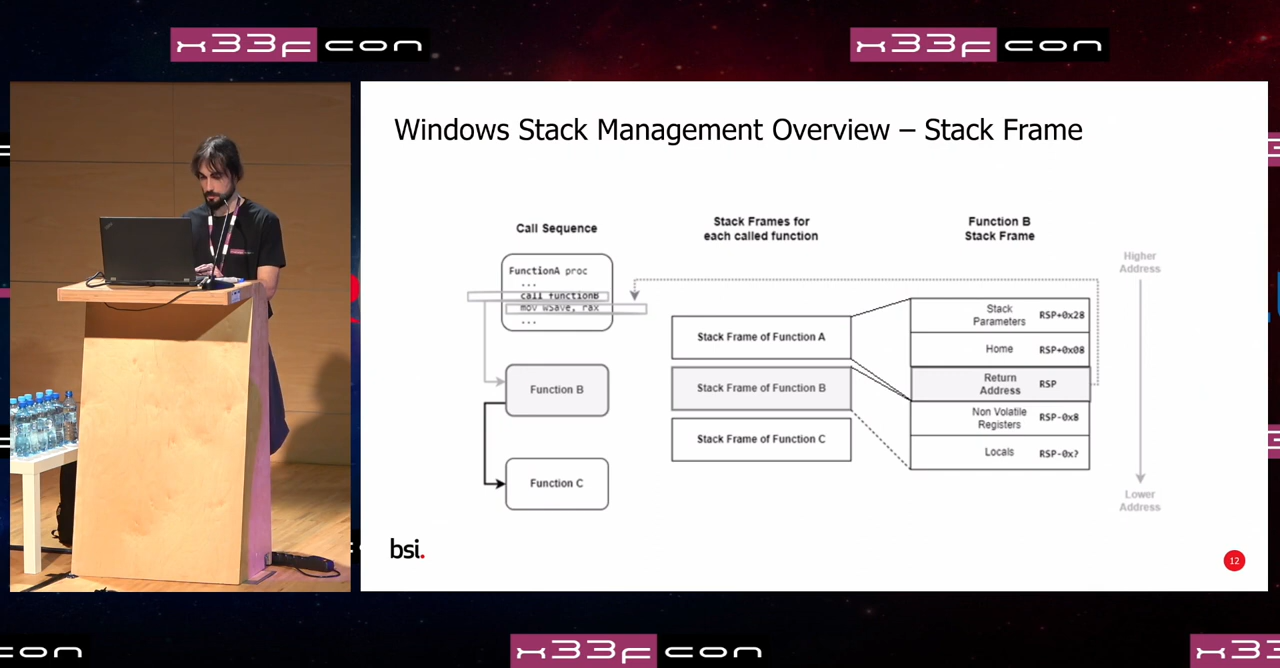 x33fcon
x33fcon
Windows Stack Management Overview – Stack Frame
Call Sequence
Stack Frames for
each called function
Function B
Stack Frame
Higher
Address
FunctionA proc
...
call functionB
mov wSave, rax
...
Stack
Parameters
RSP+0x28
Stack Frame of Function A
Home
RSP+0x08
Function B
Stack Frame of Function B
Return
Address
RSP
Non Volatile
Registers
RSP-0x8
Stack Frame of Function C
Locals
RSP-0x?
Function C
Lower
Address
bsi.
12
con
x33fcon
x33